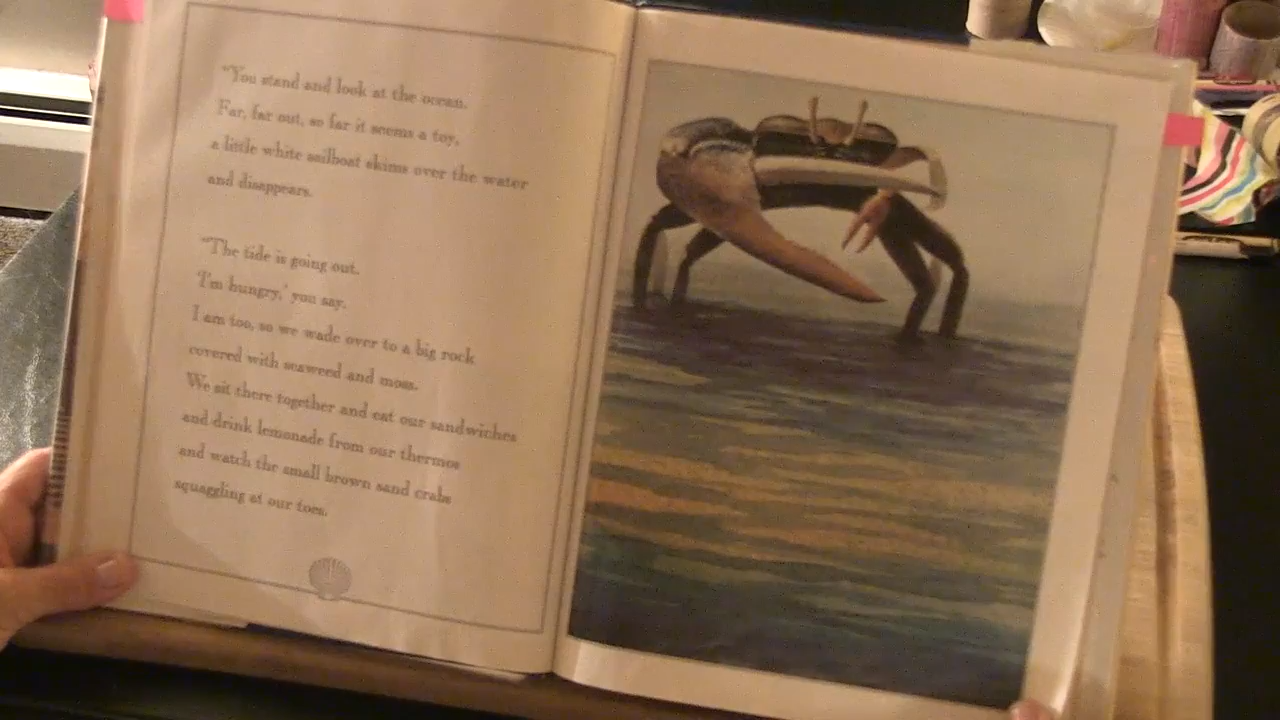 "You stand and look at the ocean.
Far, far out, so far it seems a toy,
a little white sailboat skims over the water
and disappears.
"The tide is going out.
'I'm hungry,' you say.
I am too, so we wade over to a big rock
covered with seaweed and moss.
We sit there together and eat our sandwiches
and drink lemonade from our thermos
and watch the small brown sand crabs
squaggling at our toes.